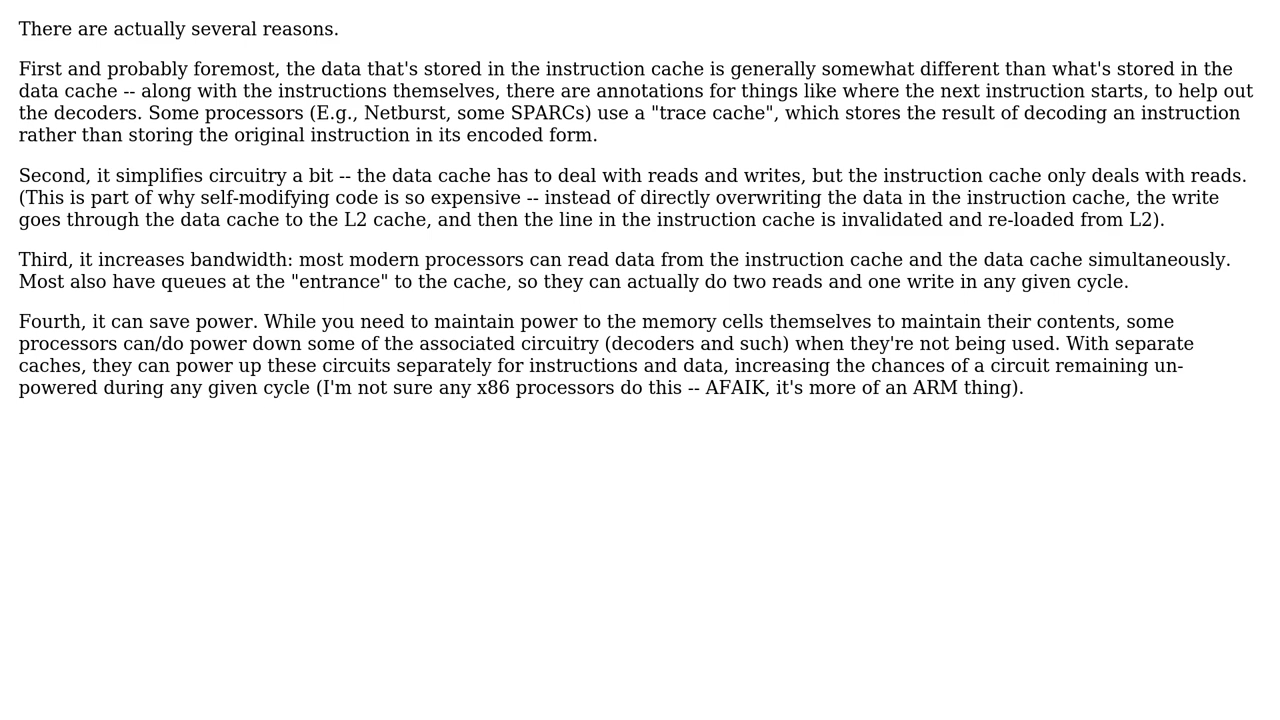 There are actually several reasons.
First and probably foremost, the data that's stored in the instruction cache is generally somewhat different than what's stored in the
data cache -- along with the instructions themselves, there are annotations for things like where the next instruction starts, to help out
the decoders. Some processors (E.g., Netburst, some SPARCs) use a "trace cache", which stores the result of decoding an instruction
rather than storing the original instruction in its encoded form.
Second, it simplifies circuitry a bit -- the data cache has to deal with reads and writes, but the instruction cache only deals with reads.
(This is part of why self-modifying code is so expensive -- instead of directly overwriting the data in the instruction cache, the write
goes through the data cache to the L2 cache, and then the line in the instruction cache is invalidated and re-loaded from L2).
Third, it increases bandwidth: most modern processors can read data from the instruction cache and the data cache simultaneously.
Most also have queues at the "entrance" to the cache, so they can actually do two reads and one write in any given cycle.
Fourth, it can save power. While you need to maintain power to the memory cells themselves to maintain their contents, some
processors can/do power down some of the associated circuitry (decoders and such) when they're not being used. With separate
caches, they can power up these circuits separately for instructions and data, increasing the chances of a circuit remaining un-
powered during any given cycle (I'm not sure any x86 processors do this -- AFAIK, it's more of an ARM thing).